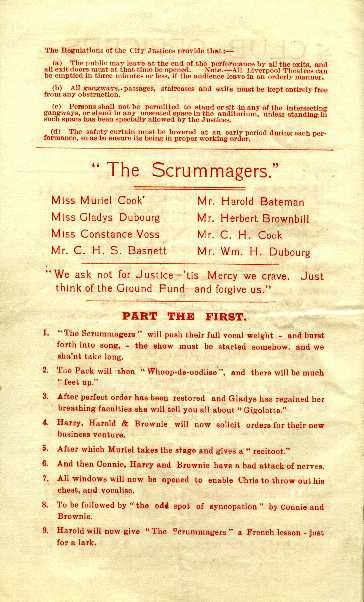 The Regulations of the City Justices provide that :—
(a) The public may leave at the end of the performance by all the exits, and
all exit doors must at that time be opened. Note.—All Liverpool Theatres can
be emptied in three minutes or less, if the audience leave in an orderly manner.
(b) All gangways, passages, staircases and exits must be kept entirely free
from any obstruction.
(c) Persons shall not be permitted to stand or sit in any of the intersecting
gangways, or stand in any unseated space in the auditorium, unless standing in
such space has been specially allowed by the Justices.
(d) The safety curtain must be lowered at an early period during each per-
formance, so as to ensure its being in proper working order.
“ The Scrummagers.”
Miss Muriel Cook
Mr. Harold Bateman
Miss Gladys Dubourg
Mr. Herbert Brownbill
Miss Constance Voss
Mr. C. H. Cock
Mr. C. H. S. Basnett
Mr. Wm. H. Dubourg
“ We ask not for Justice—'tis Mercy we crave. Just
think of the Ground Fund and forgive us.”
PART THE FIRST.
1. “The Scrummagers ” will push their full vocal weight - and burst
forth into song, - the show must be started somehow, and we
sha'nt take long.
2. The Pack will then “ Whoop-de-oodise ”, and there will be much
“ feet up.”
3. After perfect order has been restored and Gladys has regained her
breathing faculties she will tell you all about “ Gigolotte.”
4. Harry, Harold & Brownie will now solicit orders for their new
business venture.
5. After which Muriel takes the stage and gives a “ recitoot.”
6. And then Connie, Harry and Brownie have a bad attack of nerves.
7. All windows will now be opened to enable Chris to throw out his
chest, and vocalise.
8. To be followed by “ the odd spot of syncopation ” by Connie and
Brownie.
9. Harold will now give “The Scrummagers ” a French lesson - just
for a lark.